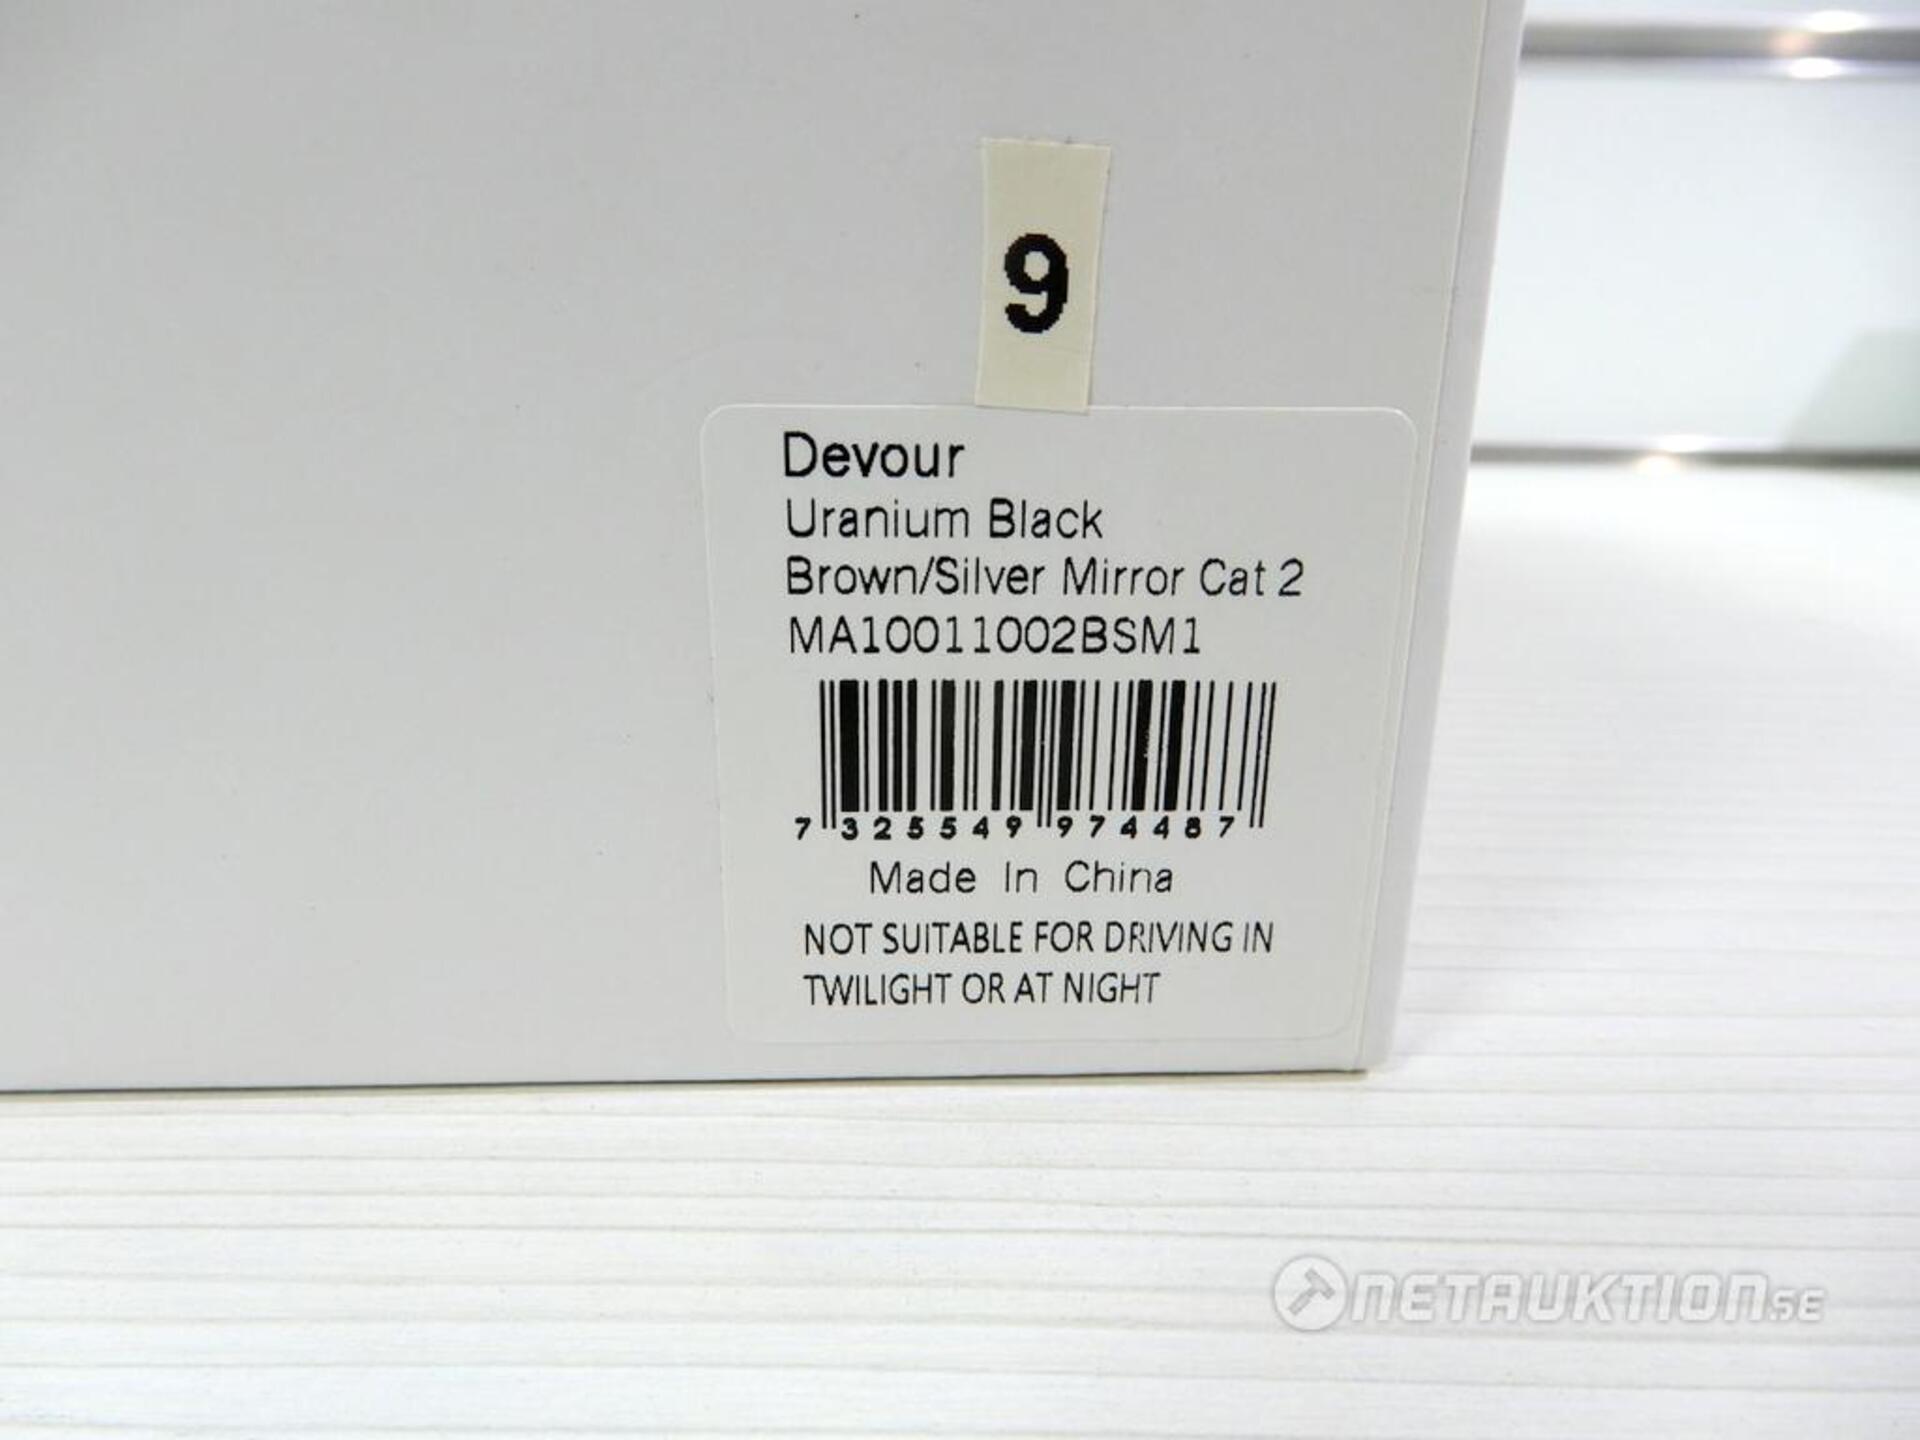 9
Devour
Uranium Black
Brown/Silver Mirror Cat 2
MA10011002BSM1
7 325549 974487
Made In China
NOT SUITABLE FOR DRIVING IN
TWILIGHT OR AT NIGHT
NETAUKTION.SE